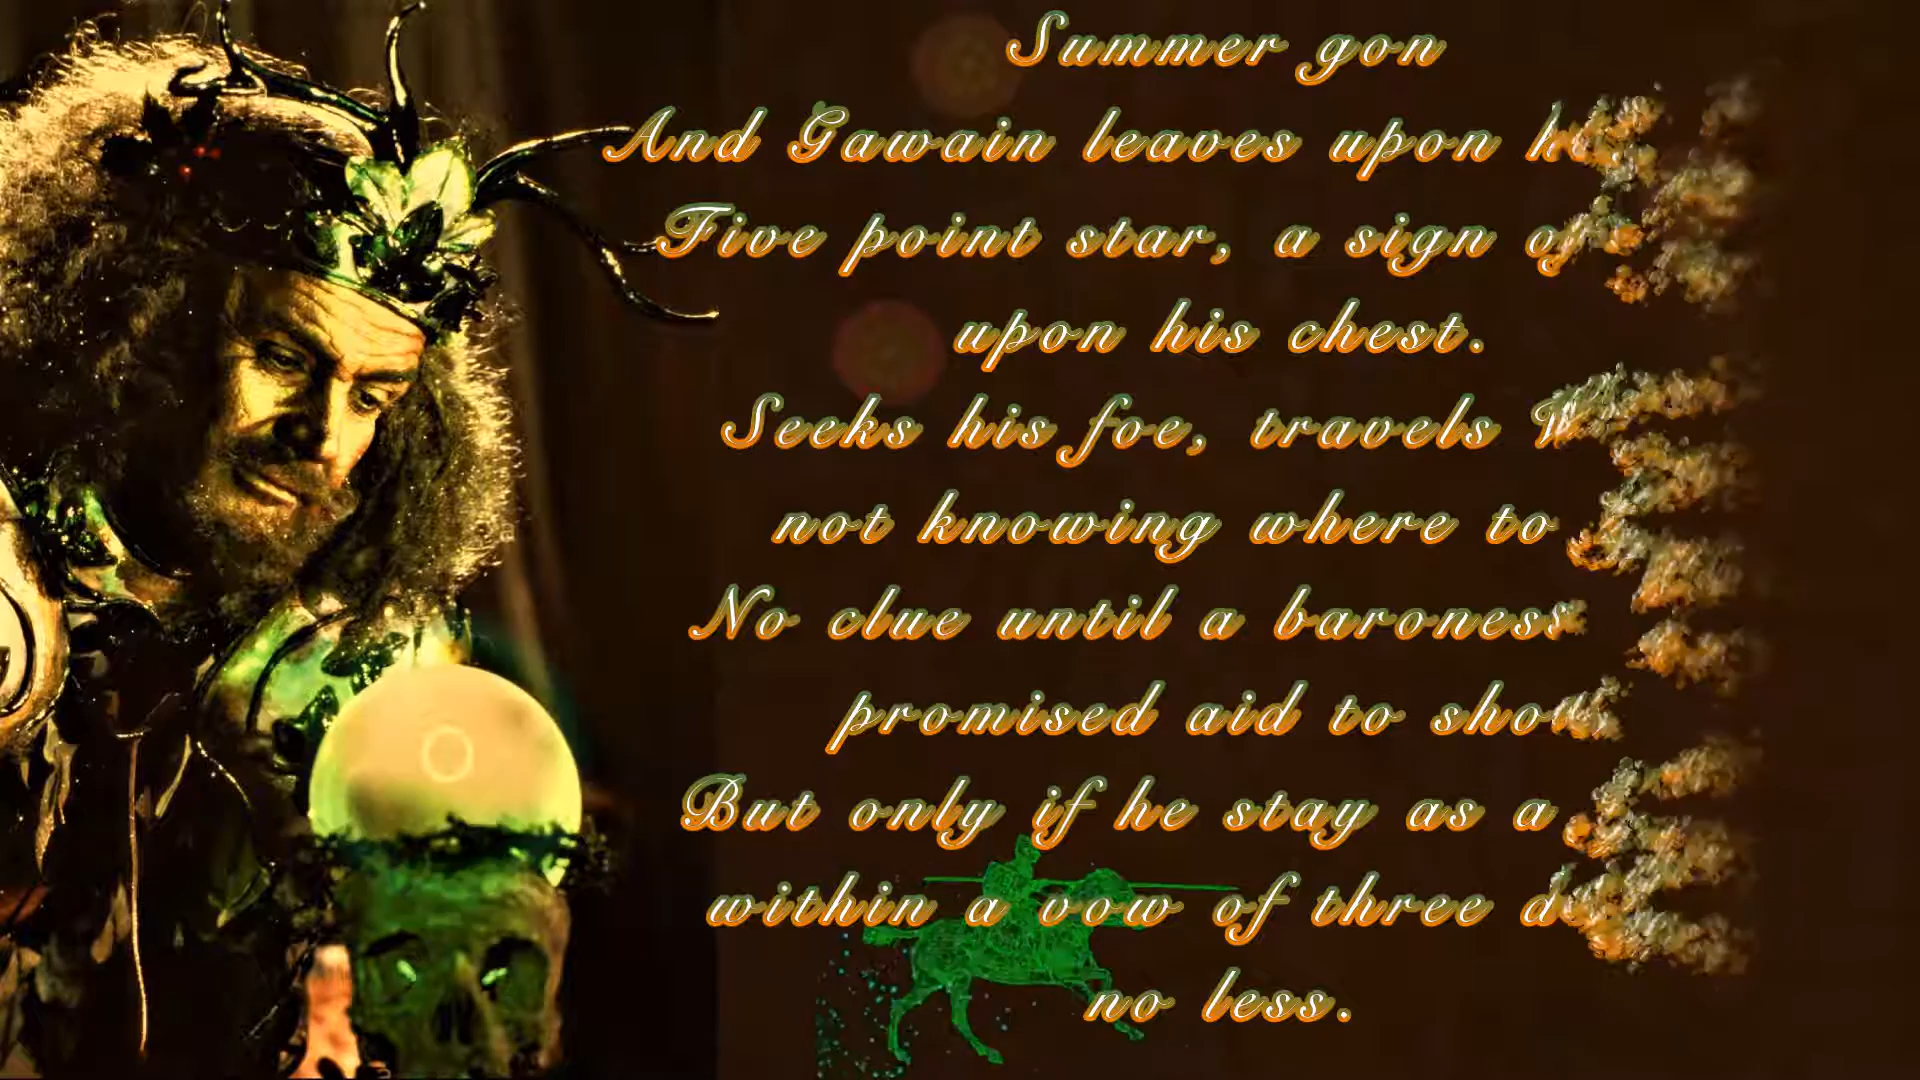 Summer gon
And Gawain leaves upon
Five point star, a sign of
upon his chest.
Seeks his foe, travels
not knowing where to
No clue until a baroness
promised aid to
But only if he stay as a
within a vow of three
no less.